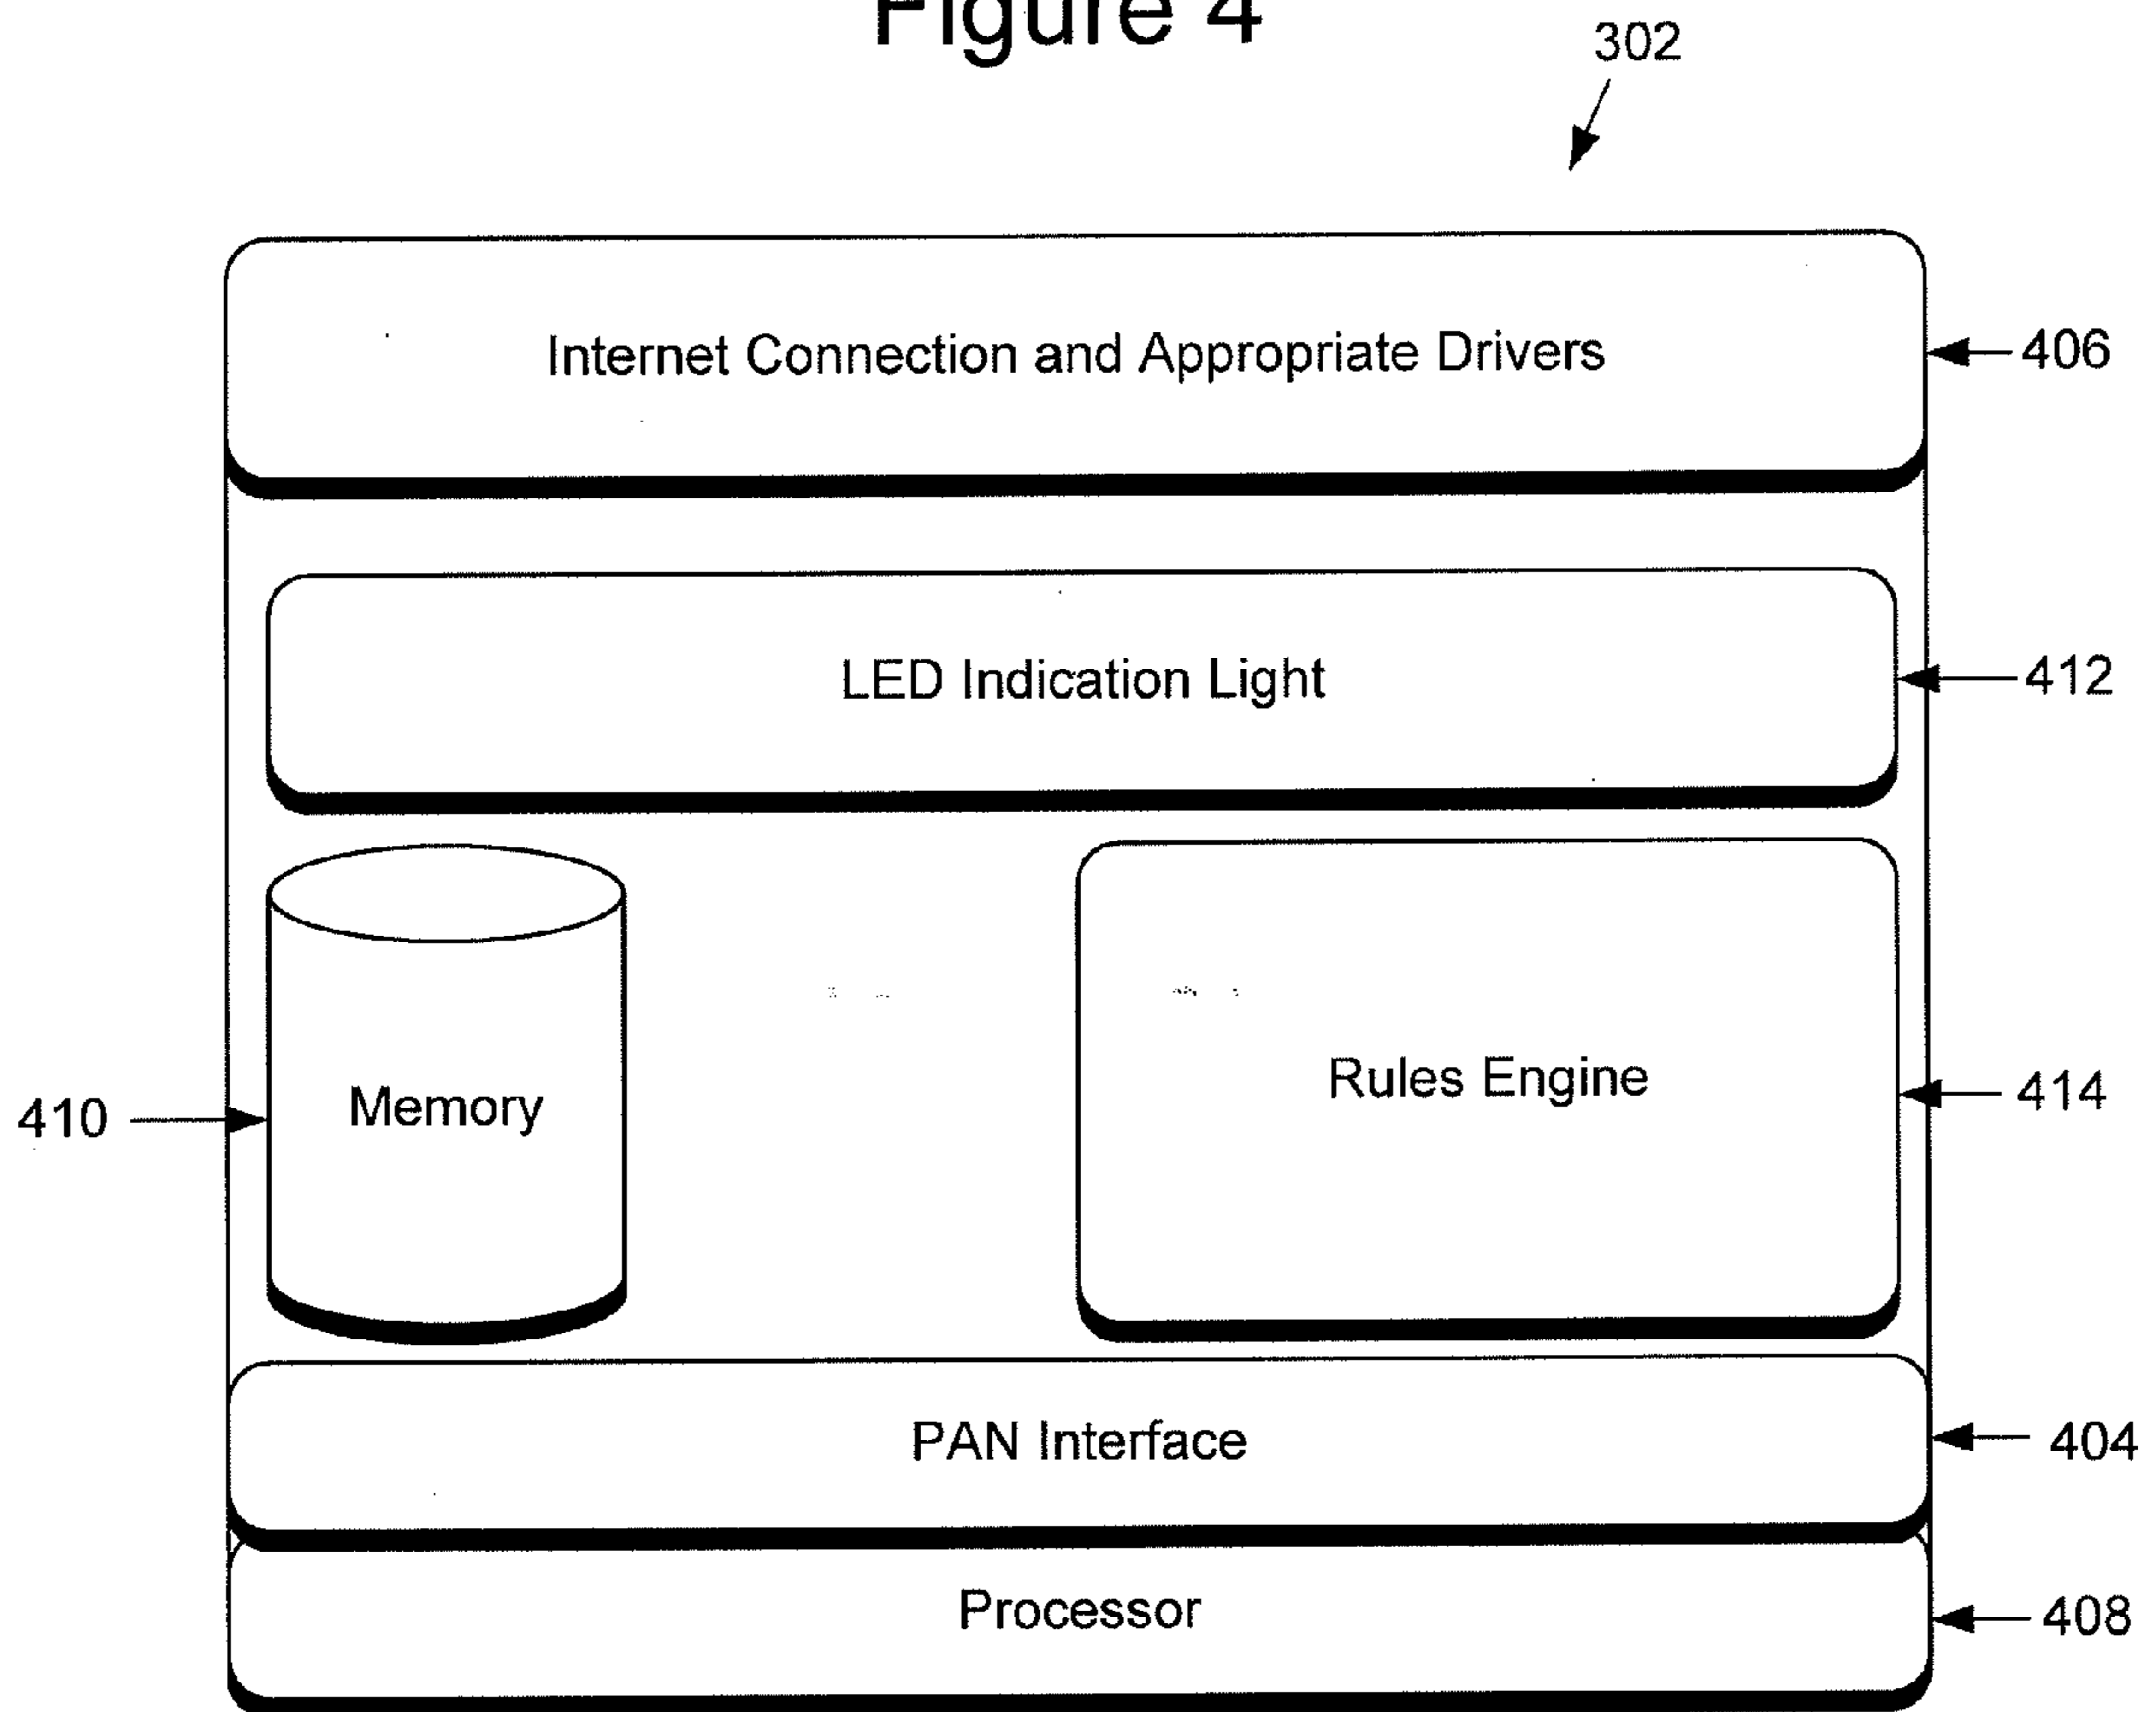 Figure 4
302
Internet Connection and Appropriate Drivers
406
LED Indication Light
412
Memory
410
Rules Engine
414
PAN Interface
404
Processor
408